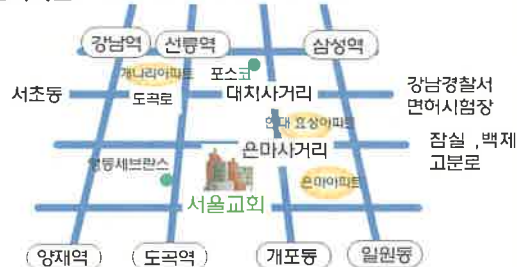 강남역
선릉역
삼성역
개나리아파트
포스코
서초동
도곡로
대치사거리
강남경찰서
면허시험장
현대 효상아파트
은마사거리
잠실 ,백제
고분로
영동세브란스
은마아파트
서울교회
양재역
도곡역
개포동
일원동